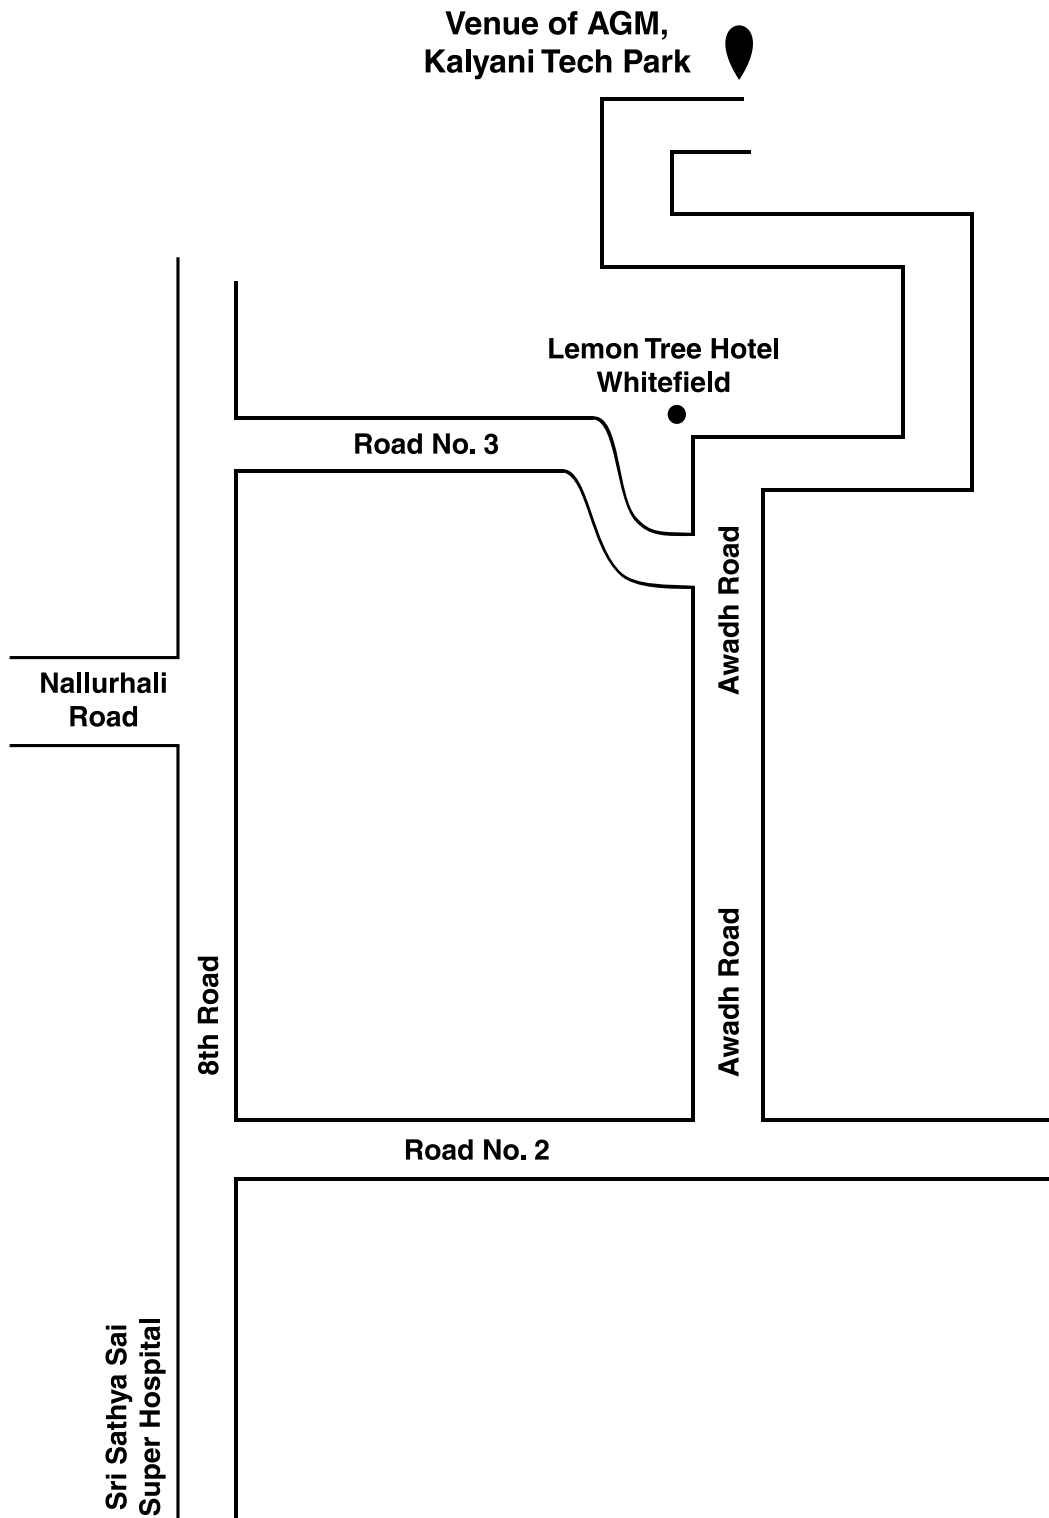 Venue of AGM,
Kalyani Tech Park
Lemon Tree Hotel
Whitefield
Road No. 3
Awadh Road
Nallurhali
Road
Awadh Road
8th Road
Road No. 2
Sri Sathya Sai
Super Hospital